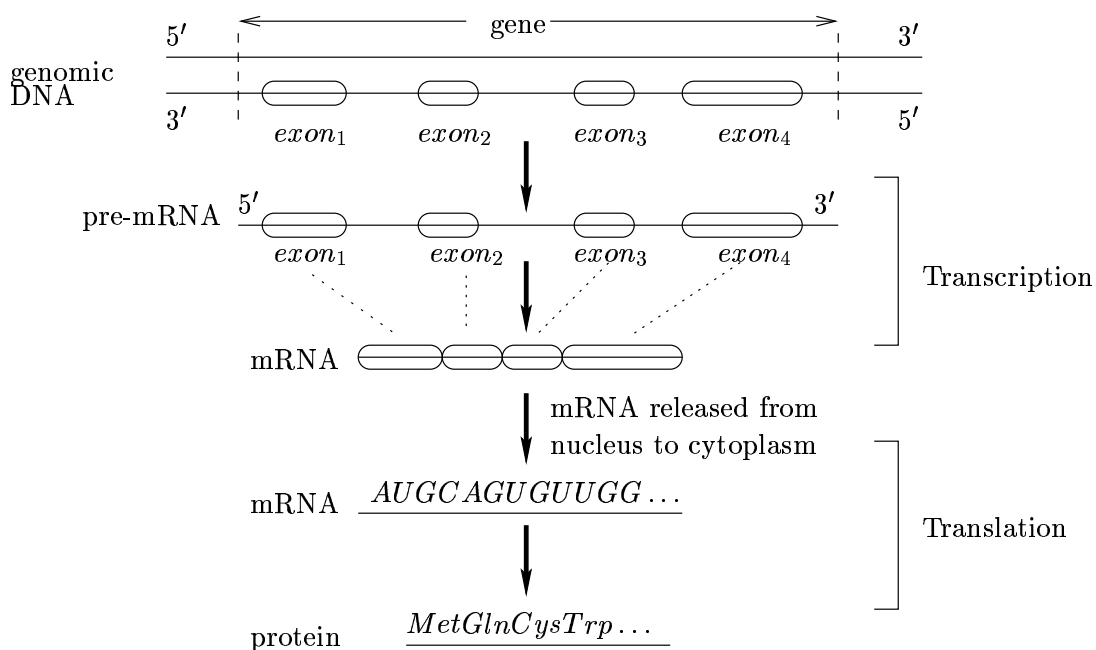 gene
5′ 3′
genomic
DNA
3′ 5′
exon₁ exon₂ exon₃ exon₄
5′ 3′
pre-mRNA
exon₁ exon₂ exon₃ exon₄
Transcription
mRNA
mRNA released from
nucleus to cytoplasm
mRNA AUGCAGUGUUGG...
Translation
protein MetGlnCysTrp...